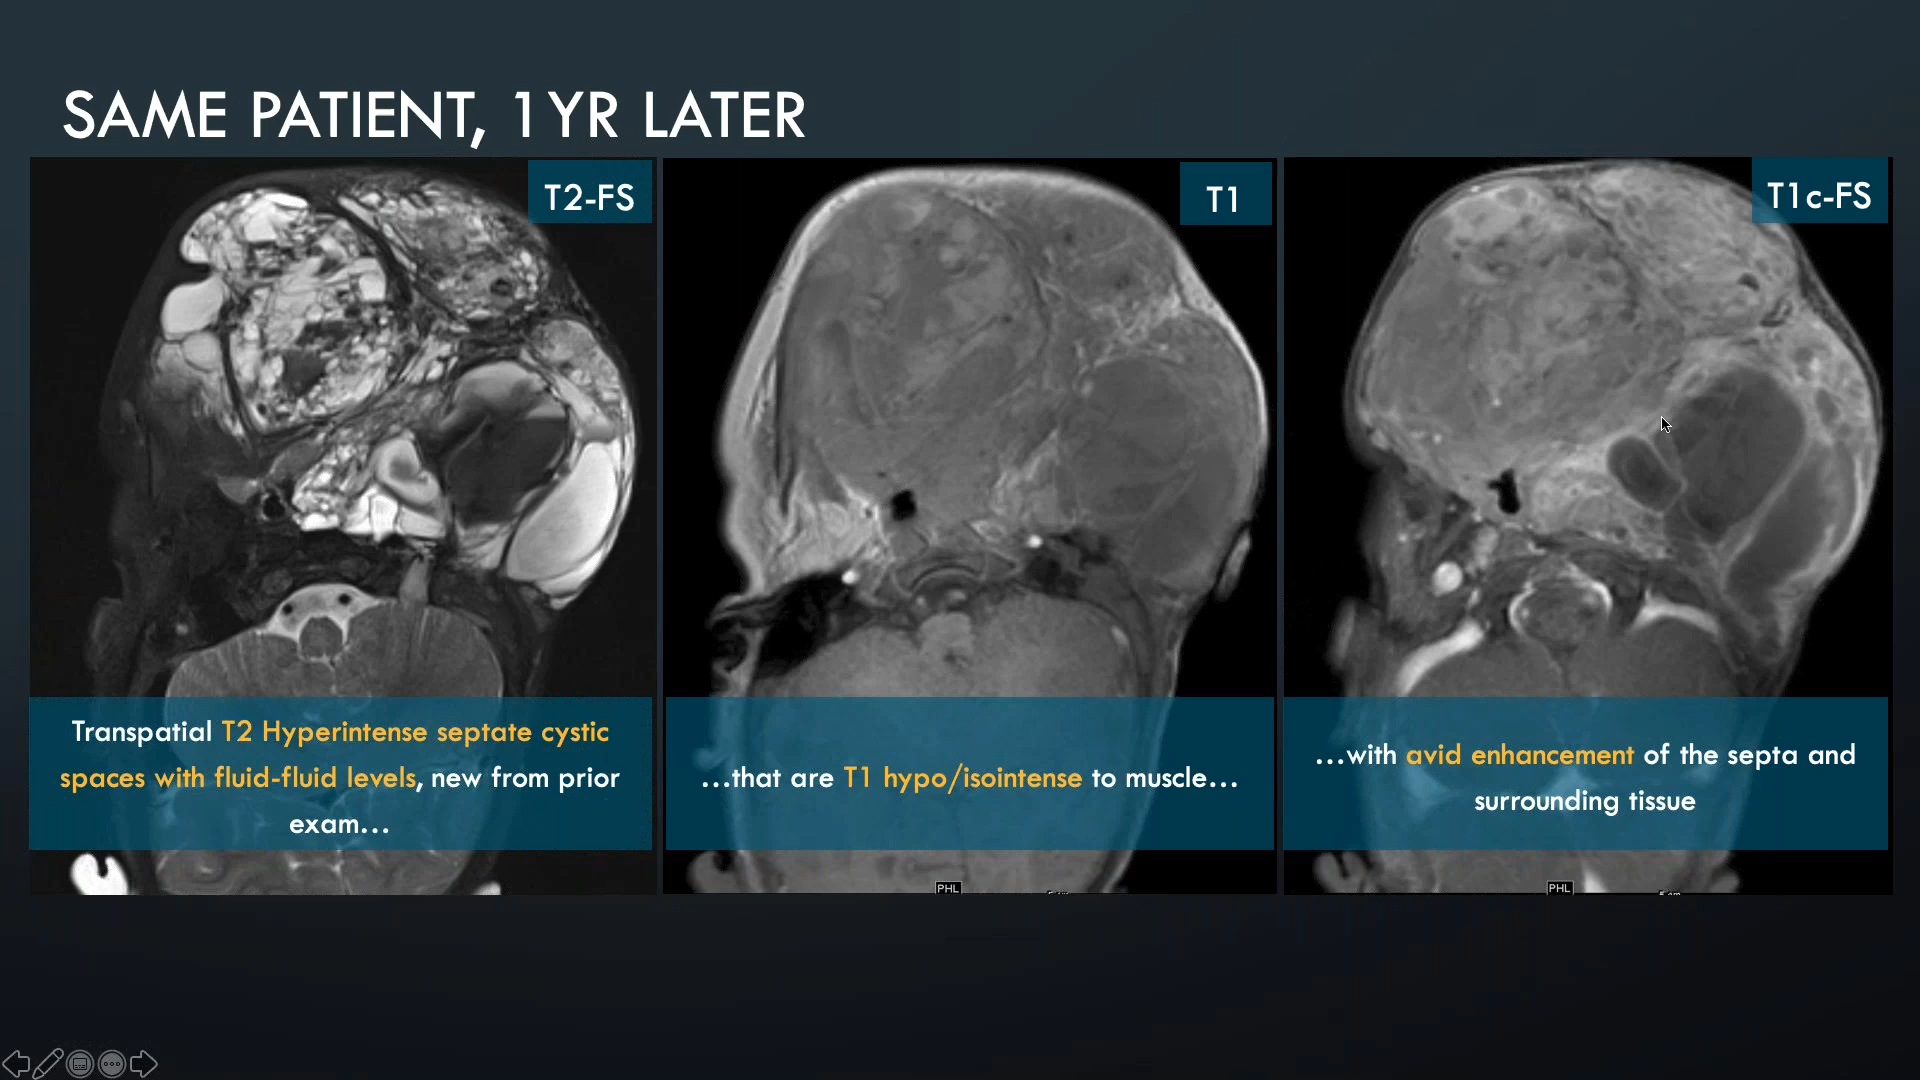 SAME PATIENT, 1YR LATER
T2-FS
T1
T1c-FS
Transpatial T2 Hyperintense septate cystic
spaces with fluid-fluid levels, new from prior
exam...
...that are T1 hypo/isointense to muscle...
...with avid enhancement of the septa and
surrounding tissue
PHL
PHL